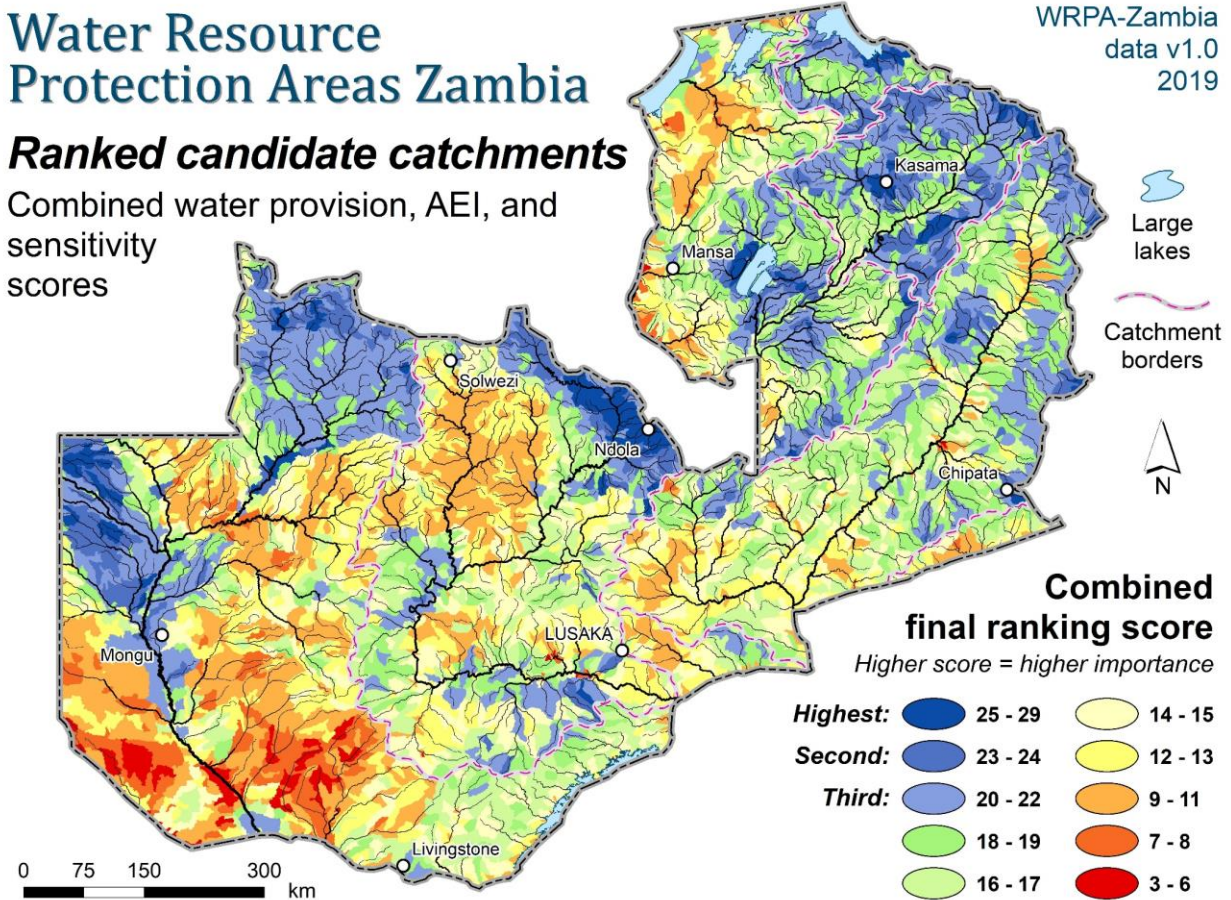 Water Resource
Protection Areas Zambia
Ranked candidate catchments
Combined water provision, AEI, and
sensitivity
scores
WRPA-Zambia
data v1.0
2019
Large
lakes
Catchment
borders
N
Kasama
Mansa
Solwezi
Ndola
Chipata
Mongu
LUSAKA
Livingstone
Combined
final ranking score
Higher score = higher importance
Highest: 25 - 29 14 - 15
Second: 23 - 24 12 - 13
Third: 20 - 22 9 - 11
18 - 19 7 - 8
16 - 17 3 - 6
0 75 150 300
km